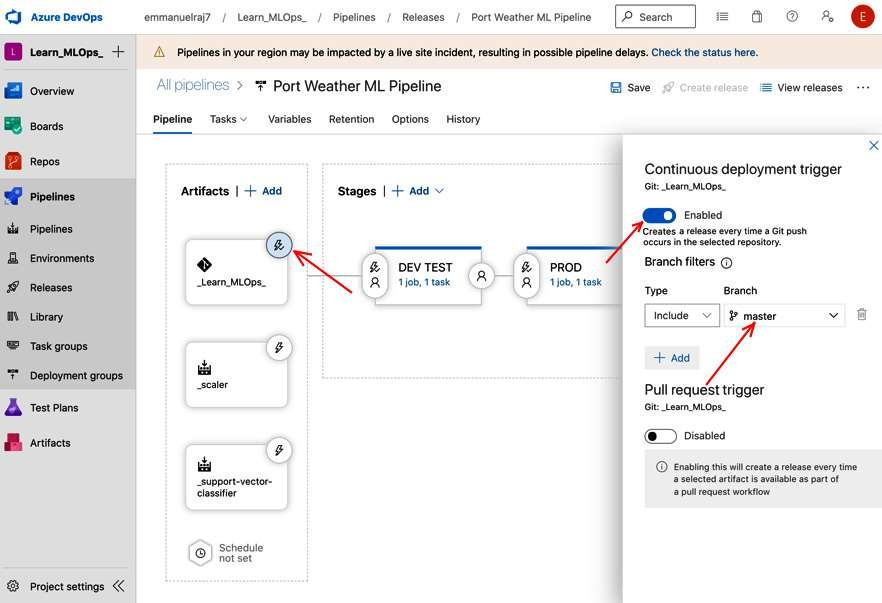 Azure DevOps
emmanuelraj7 / Learn_MLOps_ / Pipelines / Releases / Port Weather ML Pipeline
Search
E
L Learn_MLOps_
Pipelines in your region may be impacted by a live site incident, resulting in possible pipeline delays. Check the status here.
Overview
Boards
Repos
Pipelines
Pipelines
Environments
Releases
Library
Task groups
Deployment groups
Test Plans
Artifacts
Project settings
All pipelines > Port Weather ML Pipeline
Save
Create release
View releases
Pipeline
Tasks
Variables
Retention
Options
History
Artifacts | + Add
_Learn_MLOps_
_scaler
_support-vector-
classifier
Schedule
not set
Stages | + Add
DEV TEST
1 job, 1 task
PROD
1 job, 1 task
Continuous deployment trigger
Git: _Learn_MLOps_
Enabled
Creates a release every time a Git push
occurs in the selected repository.
Branch filters
Type
Branch
Include
master
+ Add
Pull request trigger
Git: _Learn_MLOps_
Disabled
Enabling this will create a release every time
a selected artifact is available as part of
a pull request workflow